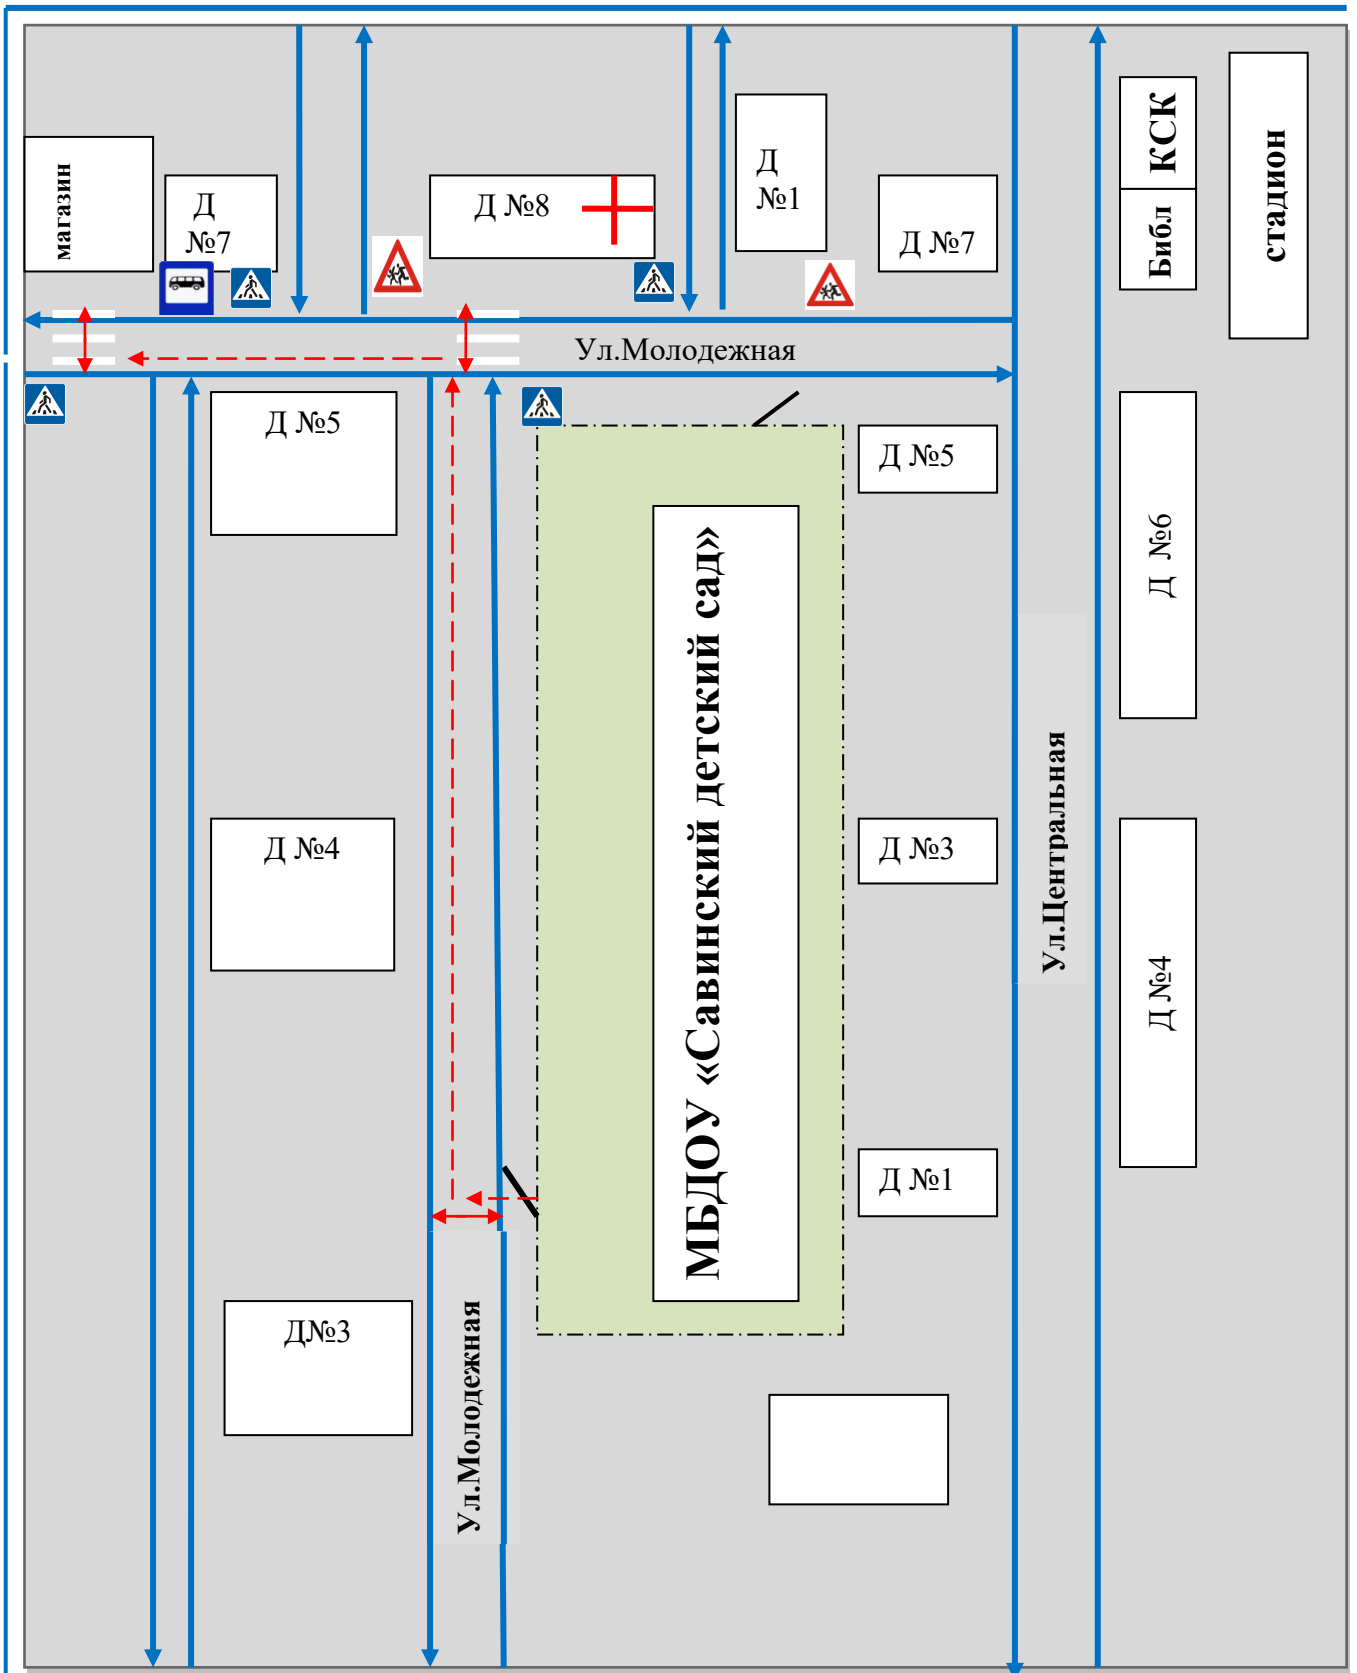 КСК
стадион
магазин
Д
№1
Д
№7
Д №8
Д №7
Библ
Ул.Молодежная
Д №5
Д №5
Д №6
МБДОУ «Савинский детский сад»
Ул.Центральная
Д №4
Д №3
Д №4
Д №1
Д№3
Ул.Молодежная